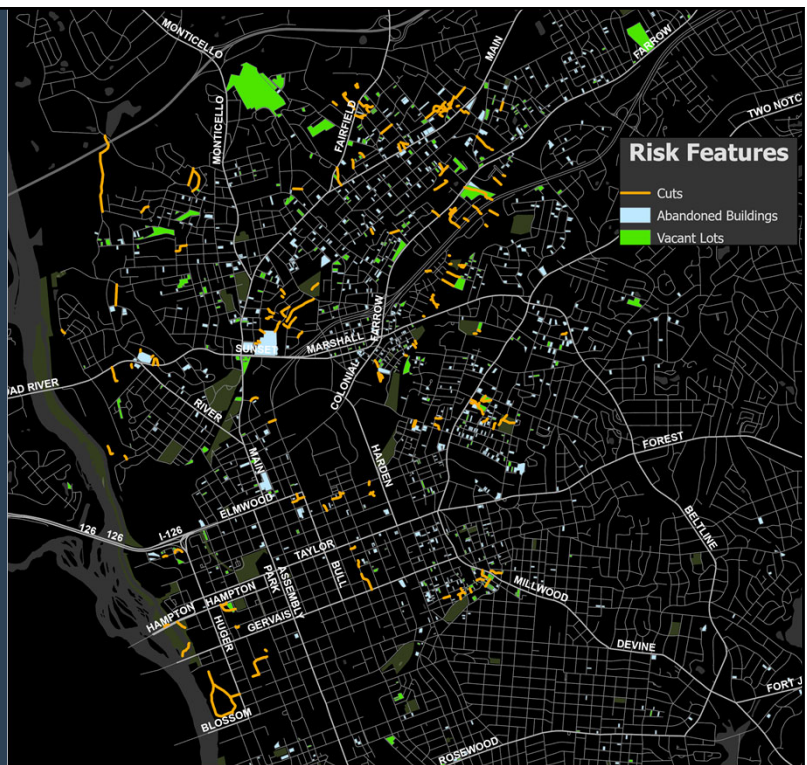 MONTICELLO
MAIN
FARROW
TWO NOTCH
MONTICELLO
FAIRFIELD
Risk Features
Cuts
Abandoned Buildings
Vacant Lots
SUNSET
MARSHALL
FARROW
COLONIAL
OAD RIVER
RIVER
MAIN
HARDEN
FOREST
BELTLINE
ELMWOOD
126 126 I-126
TAYLOR
BULL
ASSEMBLY
PARK
HAMPTON HAMPTON
HUGER
GERVAIS
MILLWOOD
DEVINE
FORT J
BLOSSOM
ROSEWOOD